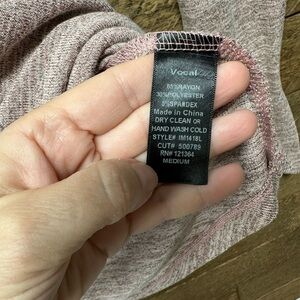 Vocal
65%RAYON
30%POLYESTER
5%SPANDEX
Made in China
DRY CLEAN OR
HAND WASH COLD
STYLE# IM1418L
CUT# 500789
RN# 121364
MEDIUM